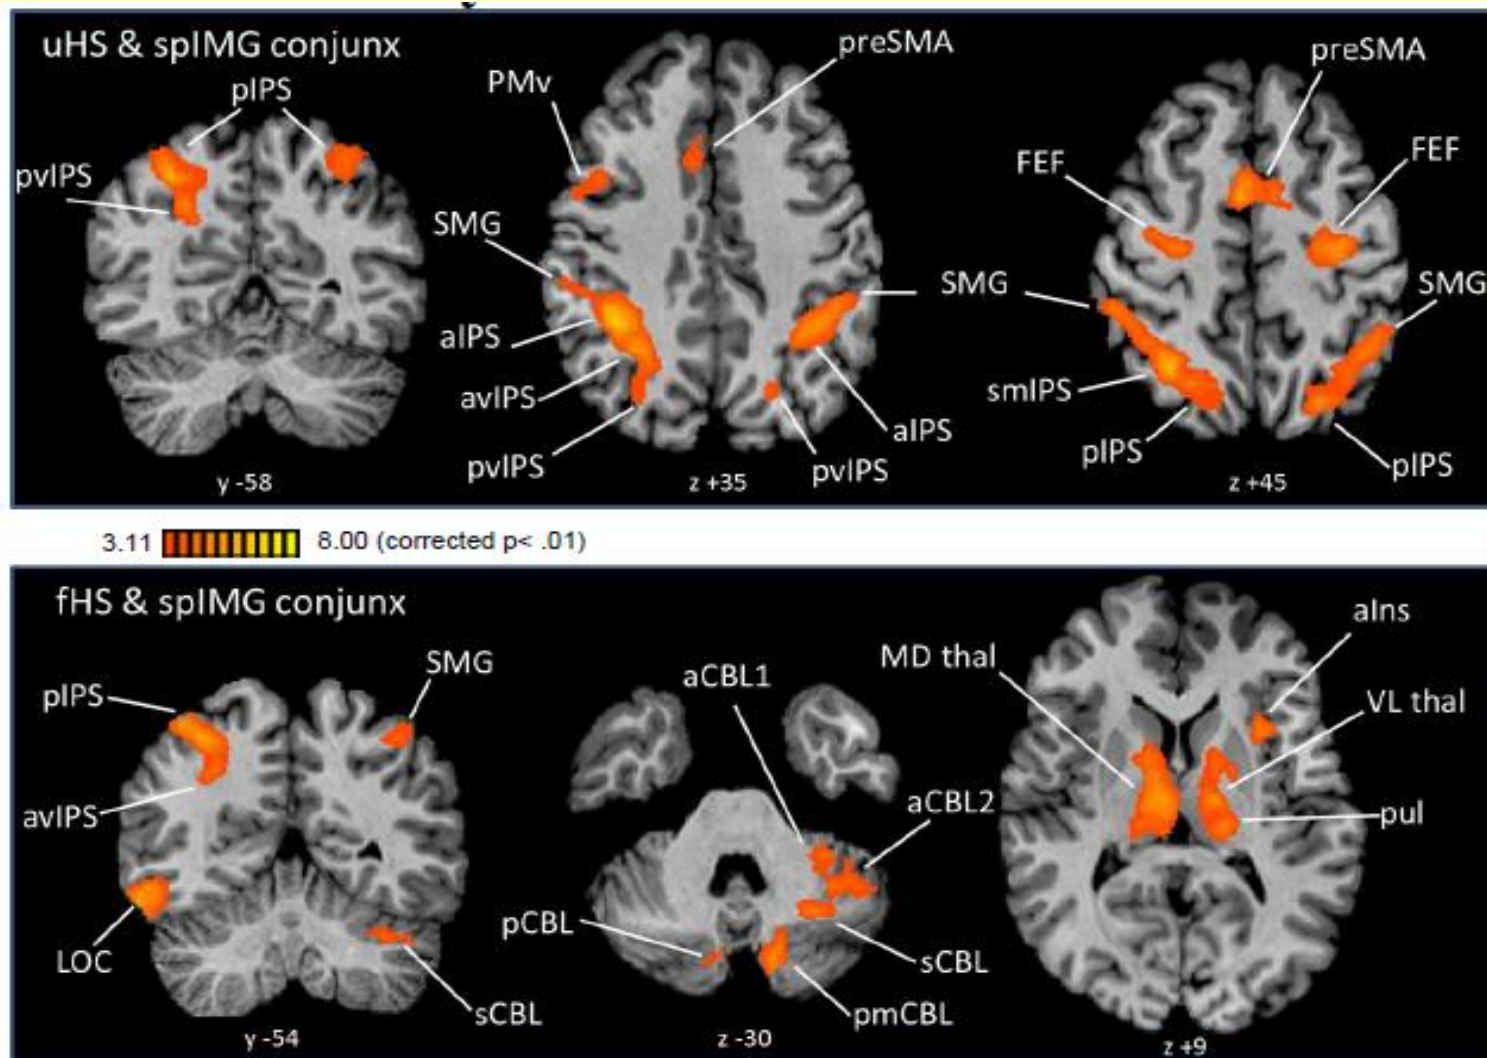 uHS & spIMG conjunx
pIPS
pvIPS
y -58
PMv
preSMA
SMG
aIPS
avIPS
pvIPS
pvIPS
aIPS
SMG
z +35
preSMA
FEF
FEF
SMG
smIPS
pIPS
pIPS
z +45
3.11
8.00 (corrected p< .01)
fHS & spIMG conjunx
pIPS
SMG
avIPS
LOC
sCBL
y -54
aCBL1
aCBL2
pCBL
sCBL
pmCBL
z -30
MD thal
aIns
VL thal
pul
z +9